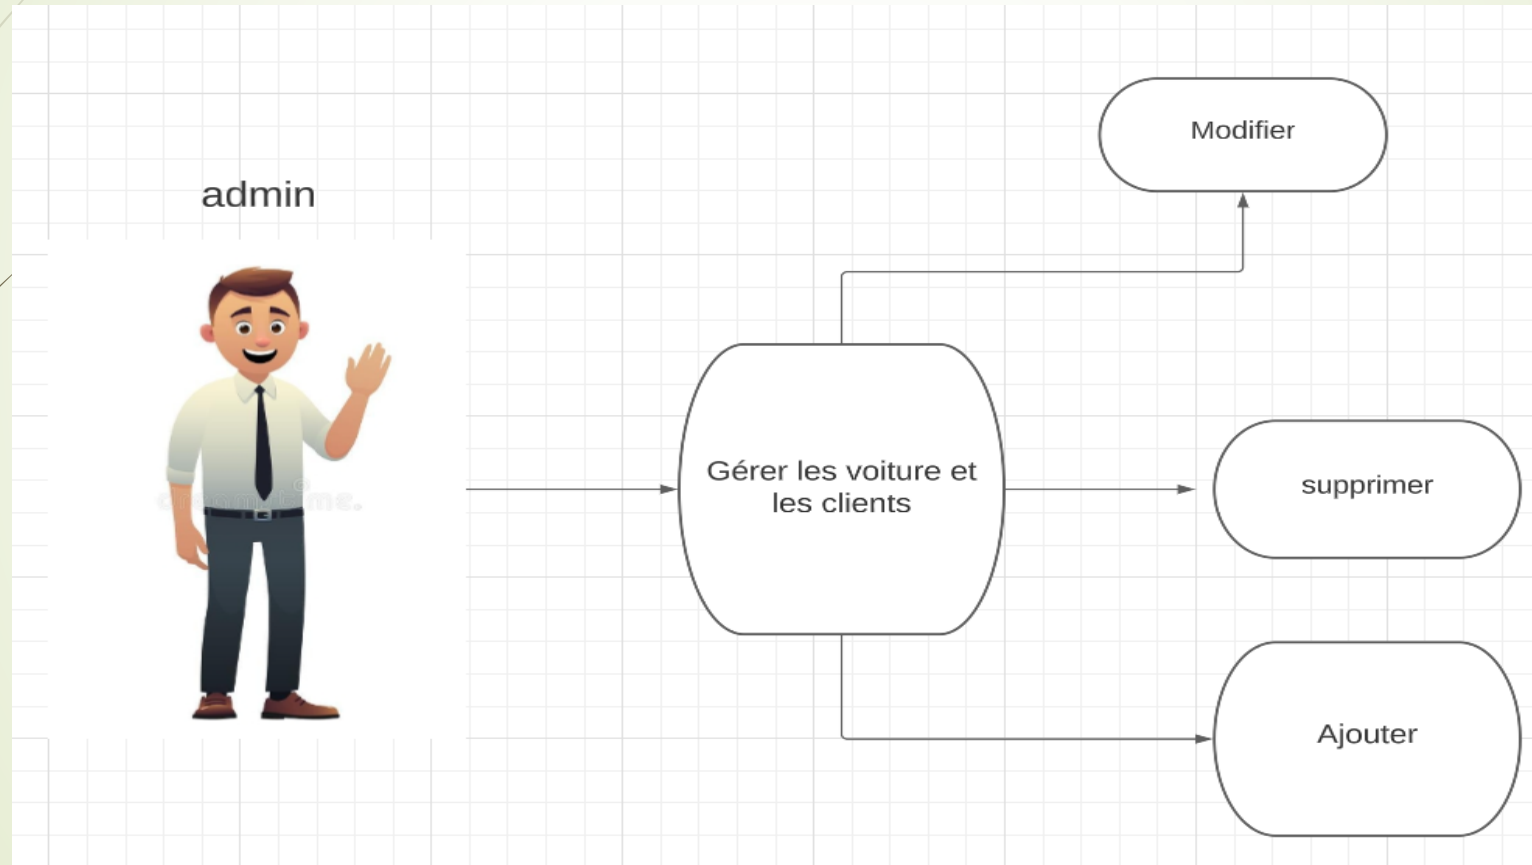 Modifier
admin
Gérer les voiture et
les clients
supprimer
Ajouter